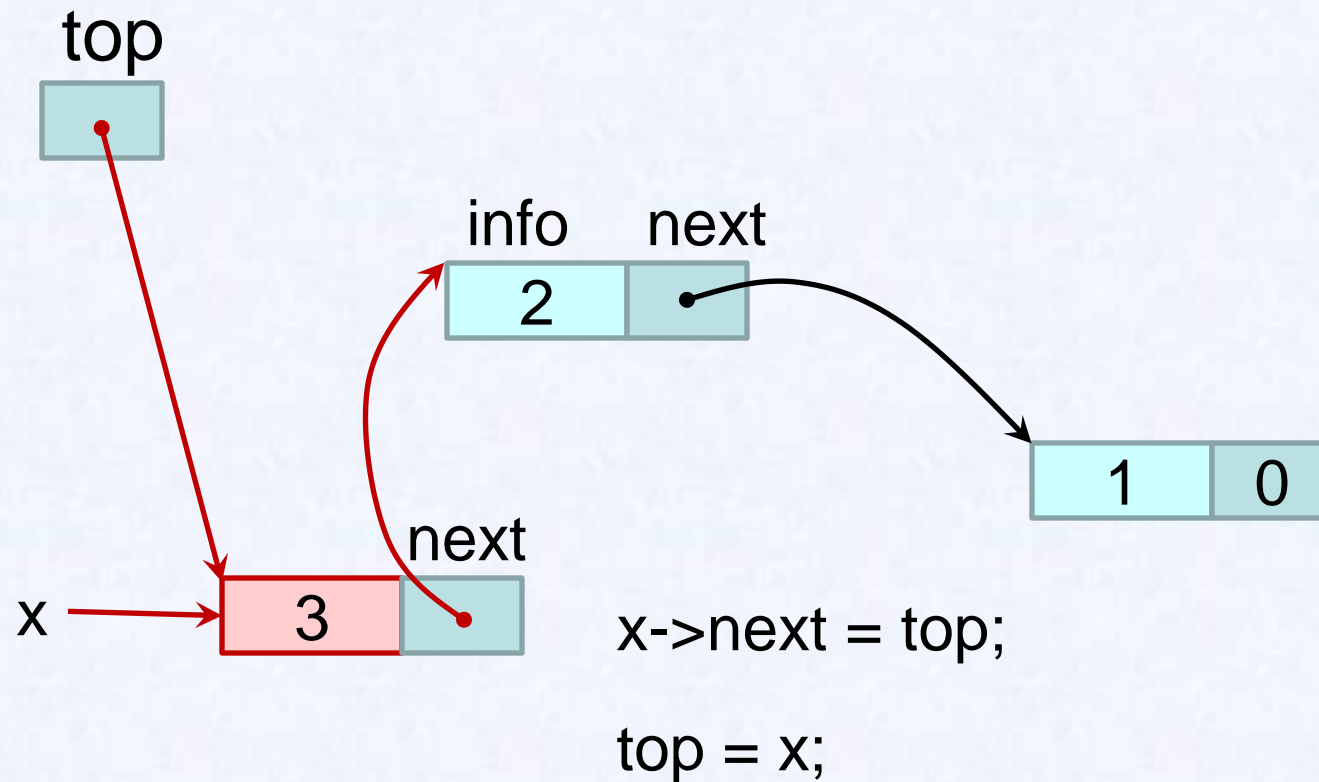 top
info next
2
1 0
next
x 3
x->next = top;
top = x;